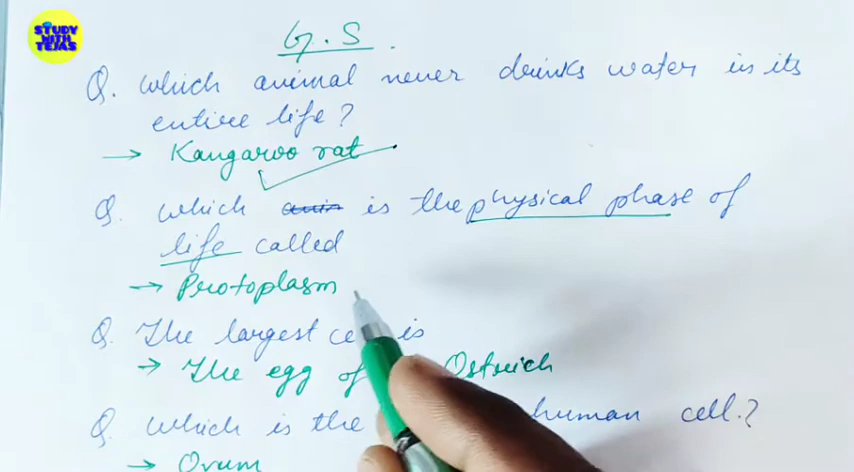 STUDY
WITH
TEJAS
G.S.
Q. which animal never drinks water in its
entire life?
→ Kangaroo rat
Q. which is the physical phase of
life called
→ Protoplasm
Q. The largest is
→ The egg of Ostrich
Q. which is the human cell.?
→ Ovum